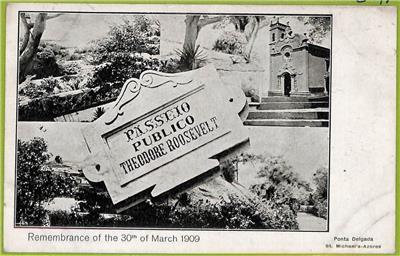 PASSEIO
PUBLICO
THEODORE ROOSEVELT
Remembrance of the 30th of March 1909
Ponta Delgada
St. Michael's-Azores